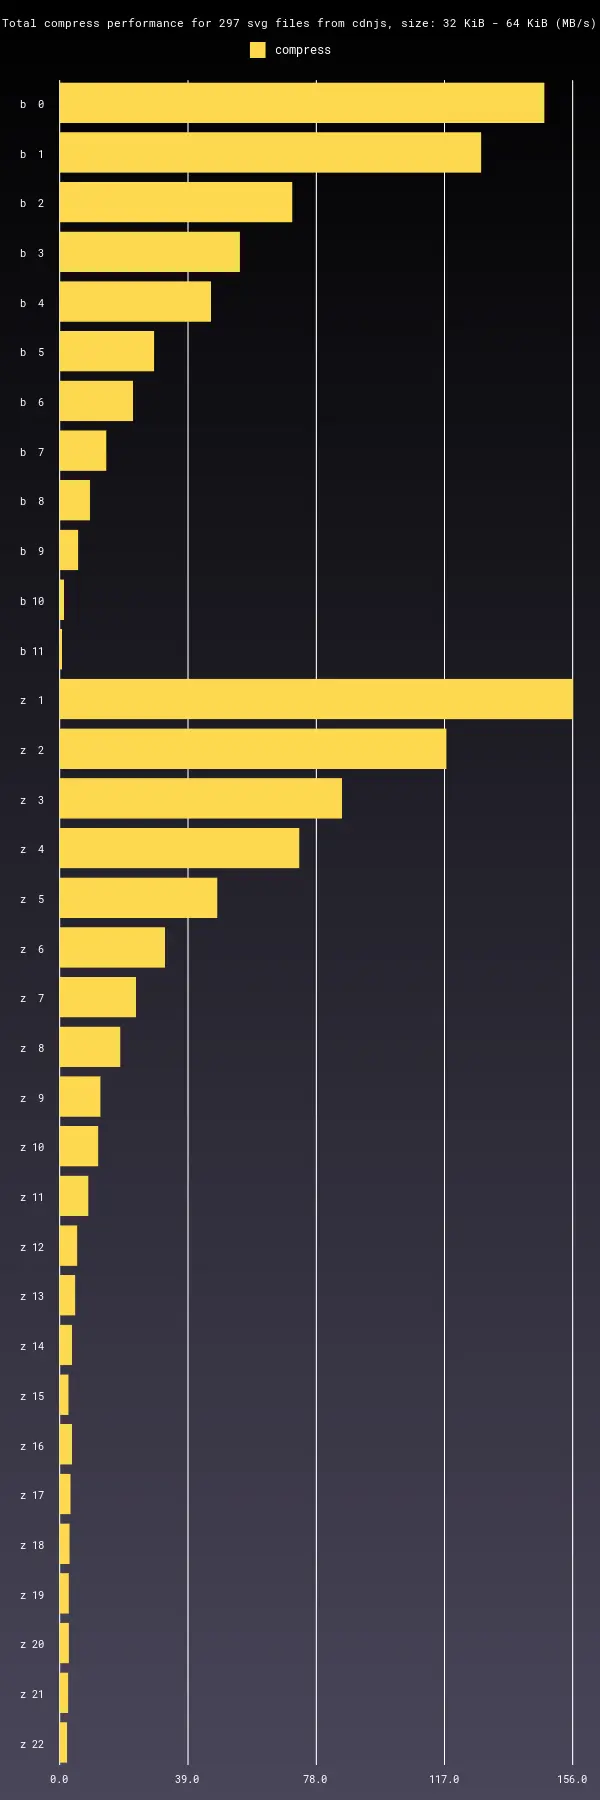 Total compress performance for 297 svg files from cdnjs, size: 32 KiB - 64 KiB (MB/s)
compress
b 0
b 1
b 2
b 3
b 4
b 5
b 6
b 7
b 8
b 9
b 10
b 11
z 1
z 2
z 3
z 4
z 5
z 6
z 7
z 8
z 9
z 10
z 11
z 12
z 13
z 14
z 15
z 16
z 17
z 18
z 19
z 20
z 21
z 22
0.0 39.0 78.0 117.0 156.0